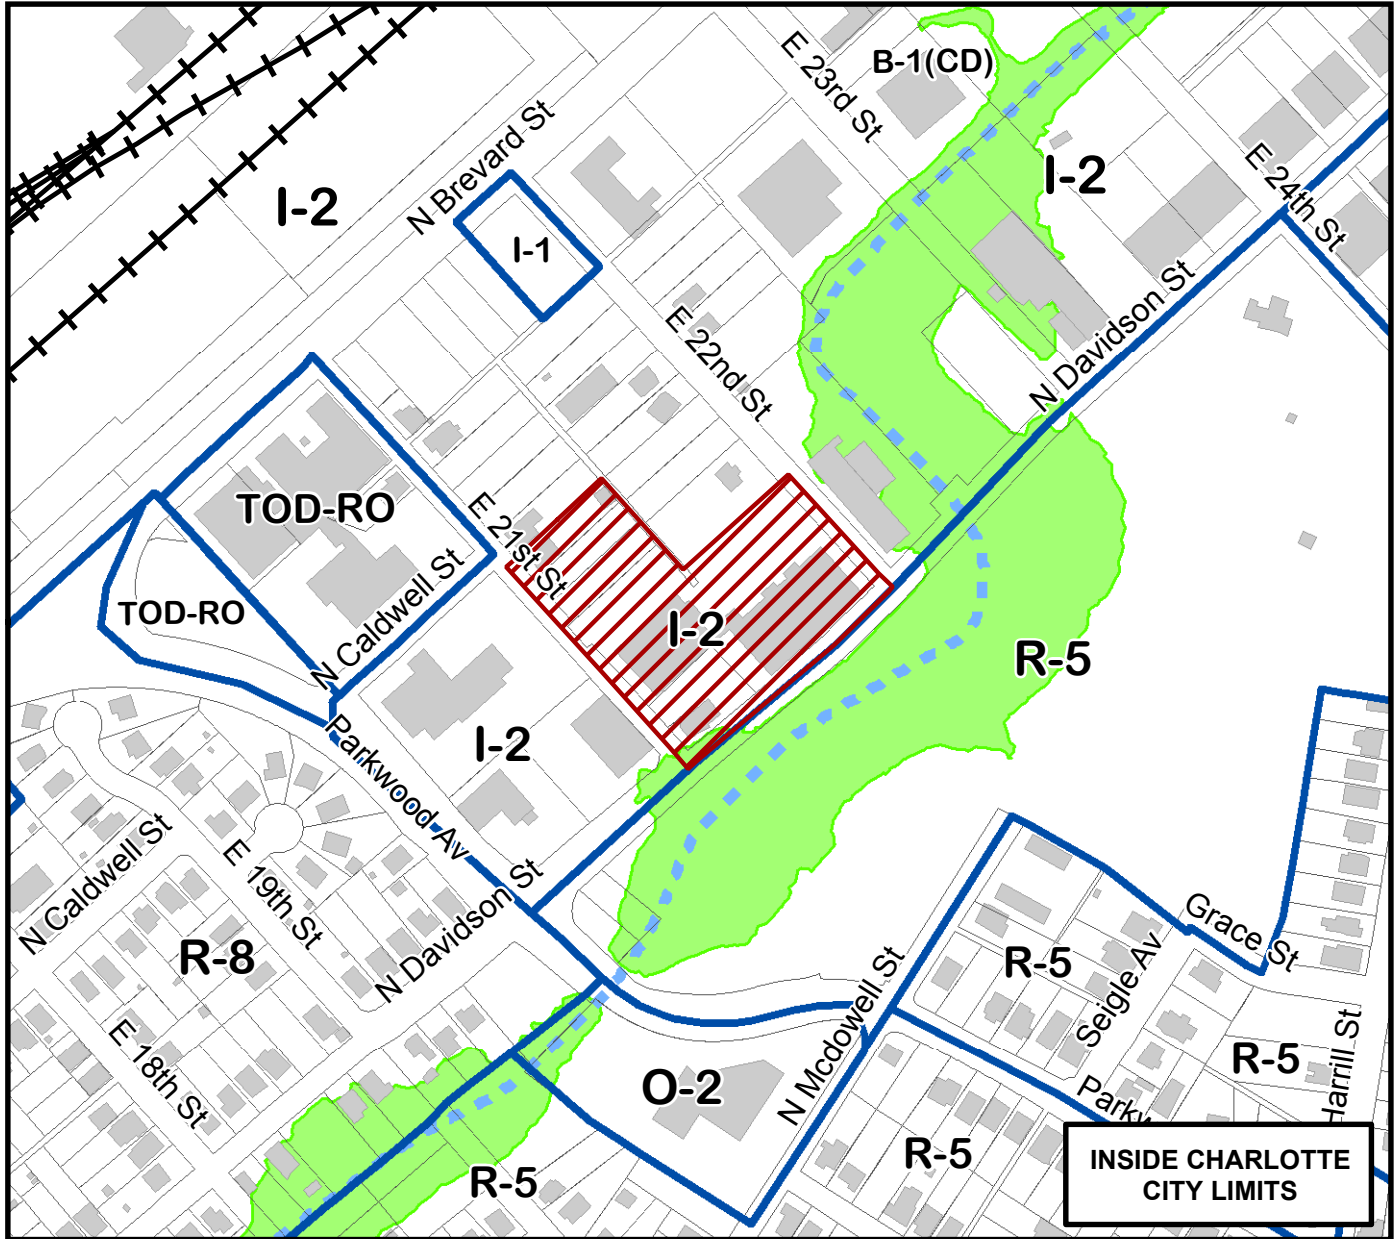 E 23rd St
B-1(CD)
I-2
E 24th St
I-2
N Brevard St
I-1
E 22nd St
N Davidson St
TOD-RO
E 21st St
TOD-RO
N Caldwell St
I-2
R-5
I-2
Parkwood Av
N Caldwell St
E 19th St
N Davidson St
R-8
E 18th St
Grace St
R-5
Seigle Av
N Mcdowell St
R-5
Harrill St
O-2
Parkw
R-5
R-5
INSIDE CHARLOTTE
CITY LIMITS